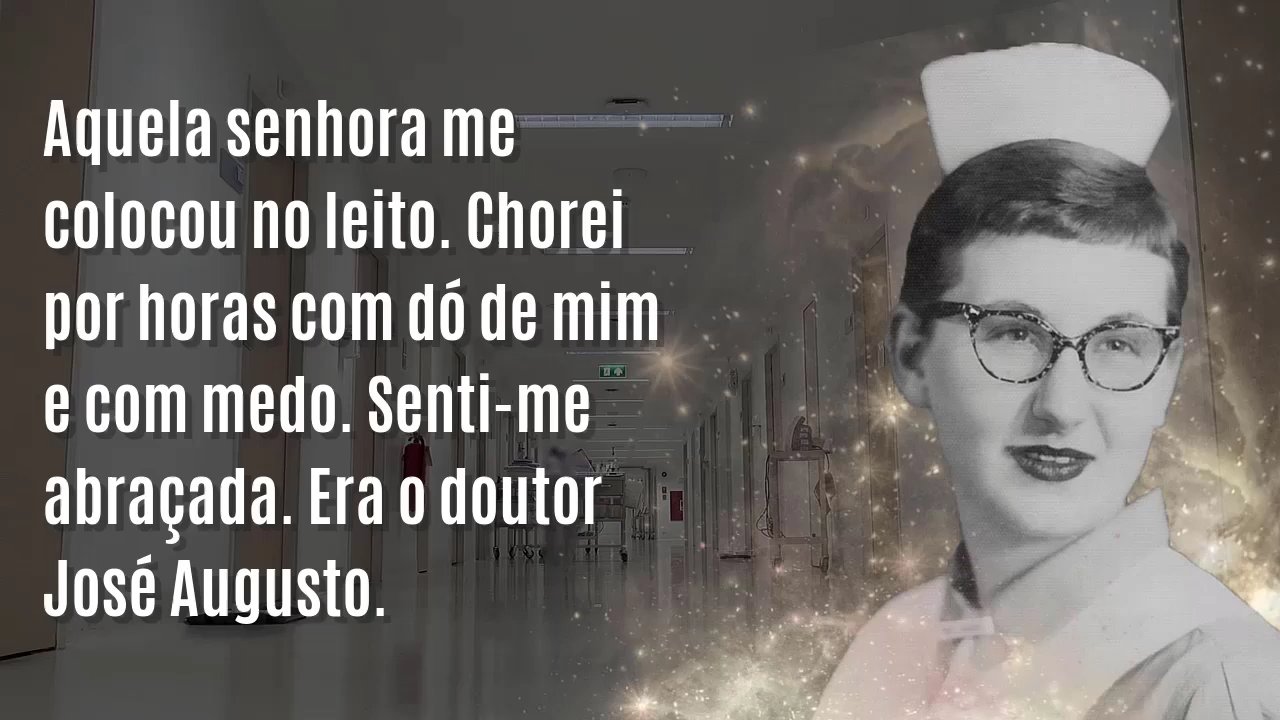 Aquela senhora me
colocou no leito. Chorei
por horas com dó de mim
e com medo. Senti-me
abraçada. Era o doutor
José Augusto.